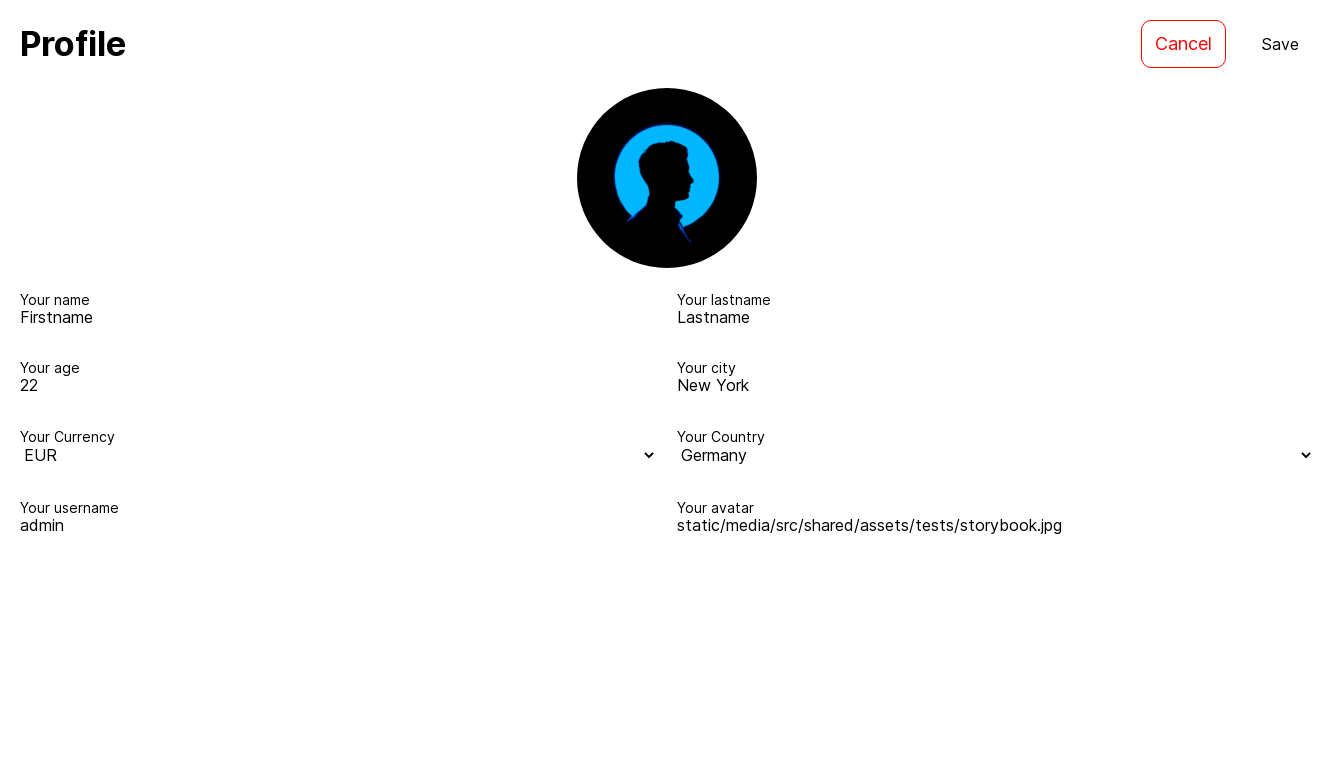 Profile
Cancel
Save
Your name
Firstname
Your lastname
Lastname
Your age
22
Your city
New York
Your Currency
EUR
Your Country
Germany
Your username
admin
Your avatar
static/media/src/shared/assets/tests/storybook.jpg